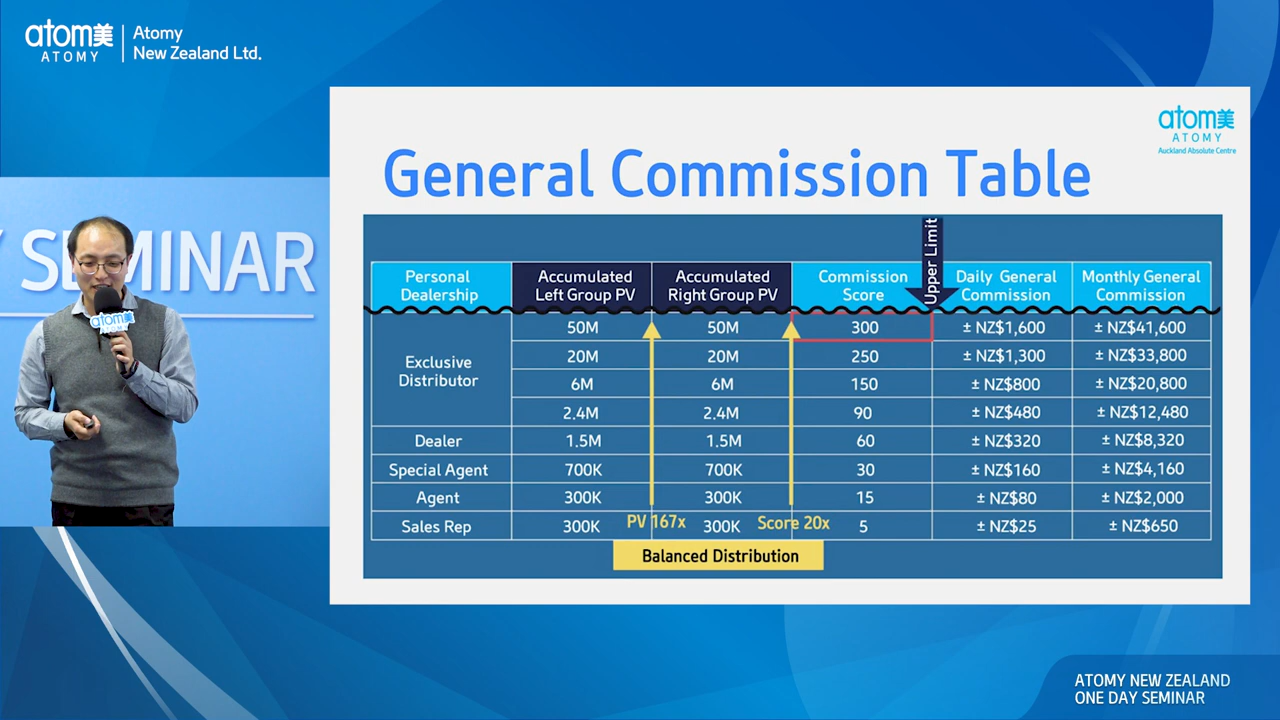 atom美
ATOMY
Atomy
New Zealand Ltd.
SEMINAR
atom美
ATOMY
atom美
ATOMY
Auckland Absolute Centre
General Commission Table
Upper Limit
Personal Dealership Accumulated Left Group PV Accumulated Right Group PV Commission Score Daily General Commission Monthly General Commission
Exclusive Distributor
50M 50M 300 ± NZ$1,600 ± NZ$41,600
20M 20M 250 ± NZ$1,300 ± NZ$33,800
6M 6M 150 ± NZ$800 ± NZ$20,800
2.4M 2.4M 90 ± NZ$480 ± NZ$12,480
Dealer 1.5M 1.5M 60 ± NZ$320 ± NZ$8,320
Special Agent 700K 700K 30 ± NZ$160 ± NZ$4,160
Agent 300K 300K 15 ± NZ$80 ± NZ$2,000
Sales Rep 300K PV 167x 300K Score 20x 5 ± NZ$25 ± NZ$650
Balanced Distribution
ATOMY NEW ZEALAND
ONE DAY SEMINAR